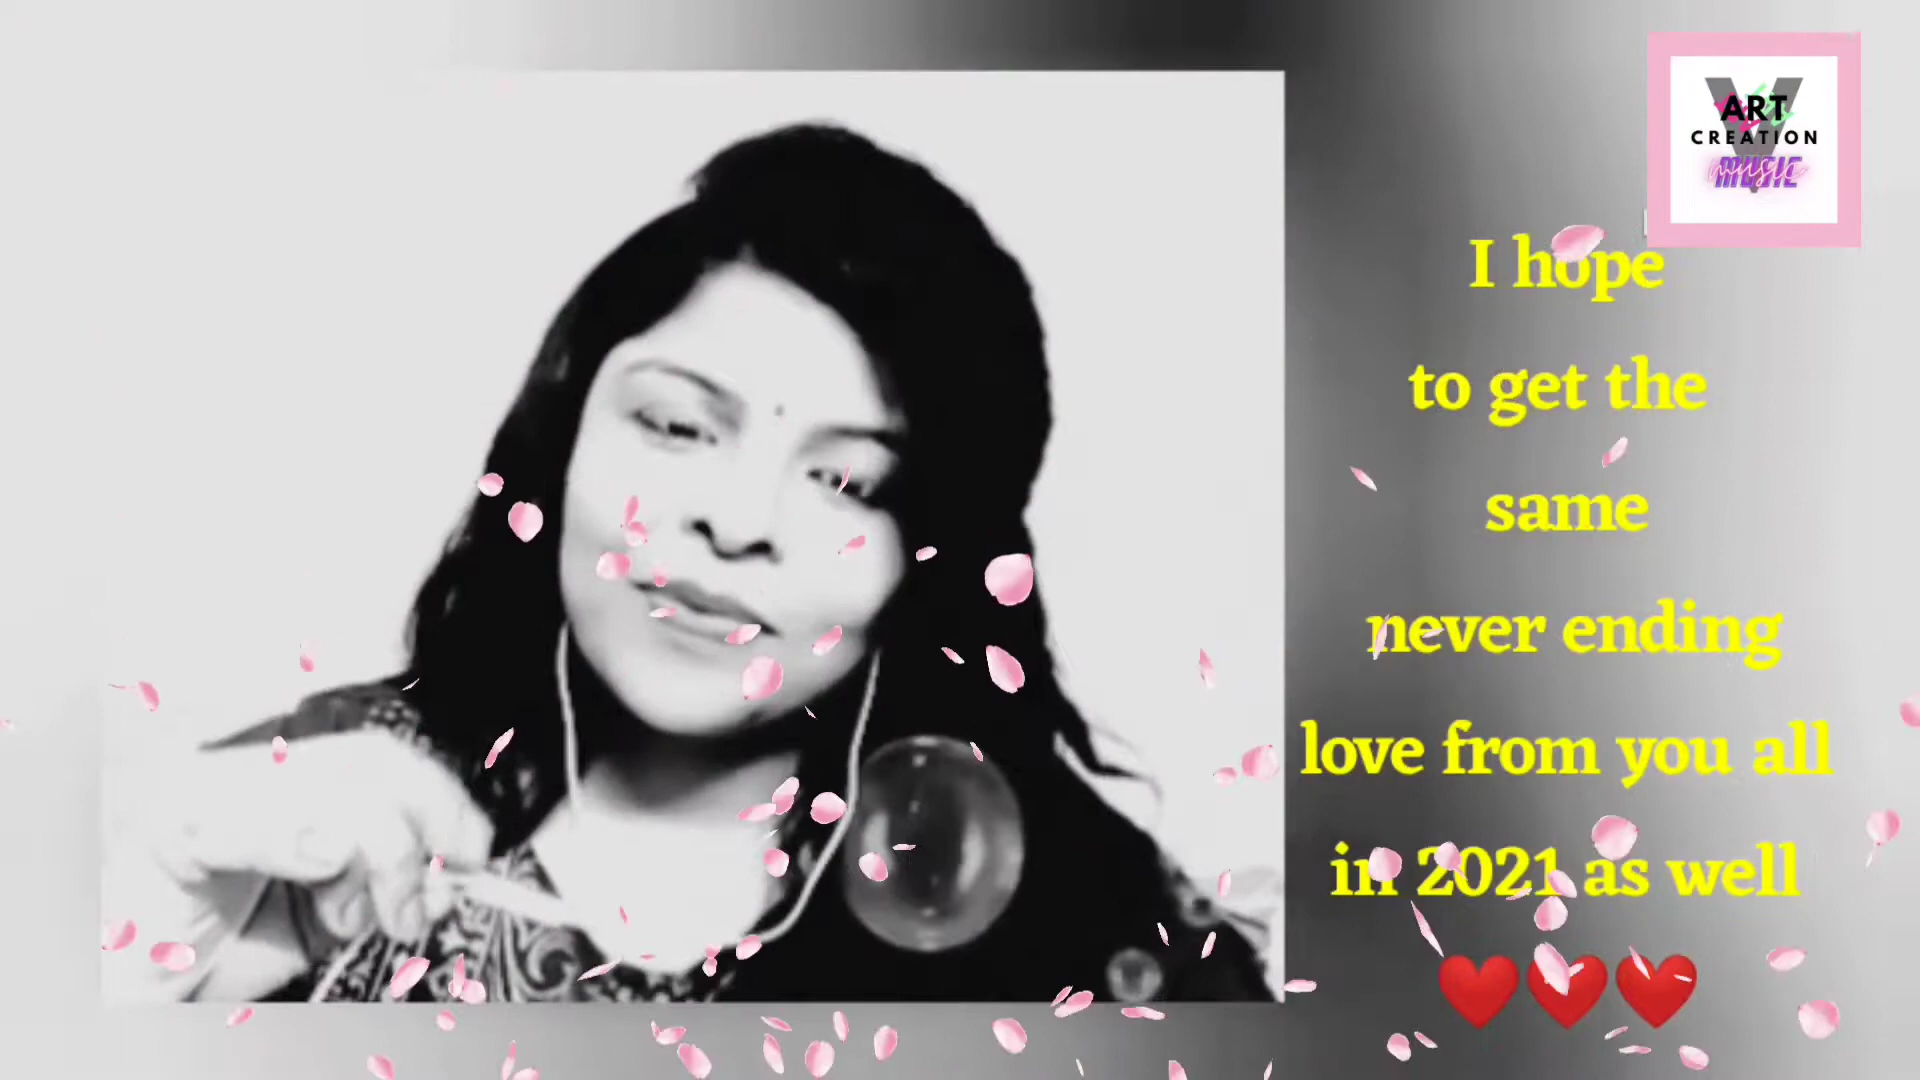 ART
CREATION
MUSIC
I hope
to get the
same
never ending
love from you all
in 2021 as well